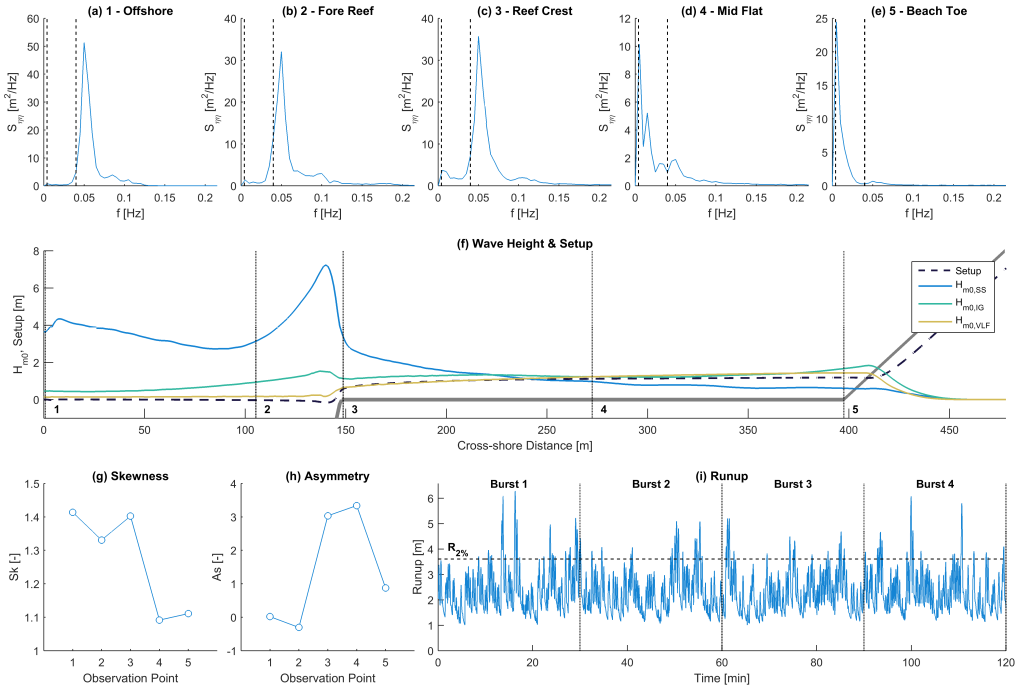 (a) 1 - Offshore
(b) 2 - Fore Reef
(c) 3 - Reef Crest
(d) 4 - Mid Flat
(e) 5 - Beach Toe
S_ηη [m²/Hz]
60
50
40
30
20
10
0
0 0.05 0.1 0.15 0.2
f [Hz]
S_ηη [m²/Hz]
40
30
20
10
0
0 0.05 0.1 0.15 0.2
f [Hz]
S_ηη [m²/Hz]
40
30
20
10
0
0 0.05 0.1 0.15 0.2
f [Hz]
S_ηη [m²/Hz]
12
10
8
6
4
2
0
0 0.05 0.1 0.15 0.2
f [Hz]
S_ηη [m²/Hz]
25
20
15
10
5
0
0 0.05 0.1 0.15 0.2
f [Hz]
(f) Wave Height & Setup
H_m0, Setup [m]
8
6
4
2
0
Setup
H_m0,SS
H_m0,IG
H_m0,VLF
1 2 3 4 5
0 50 100 150 200 250 300 350 400 450
Cross-shore Distance [m]
(g) Skewness
Sk [-]
1.5
1.4
1.3
1.2
1.1
1
1 2 3 4 5
Observation Point
(h) Asymmetry
As [-]
4
3
2
1
0
-1
1 2 3 4 5
Observation Point
(i) Runup
Burst 1
Burst 2
Burst 3
Burst 4
R_2%
Runup [m]
6
5
4
3
2
1
0
0 20 40 60 80 100 120
Time [min]